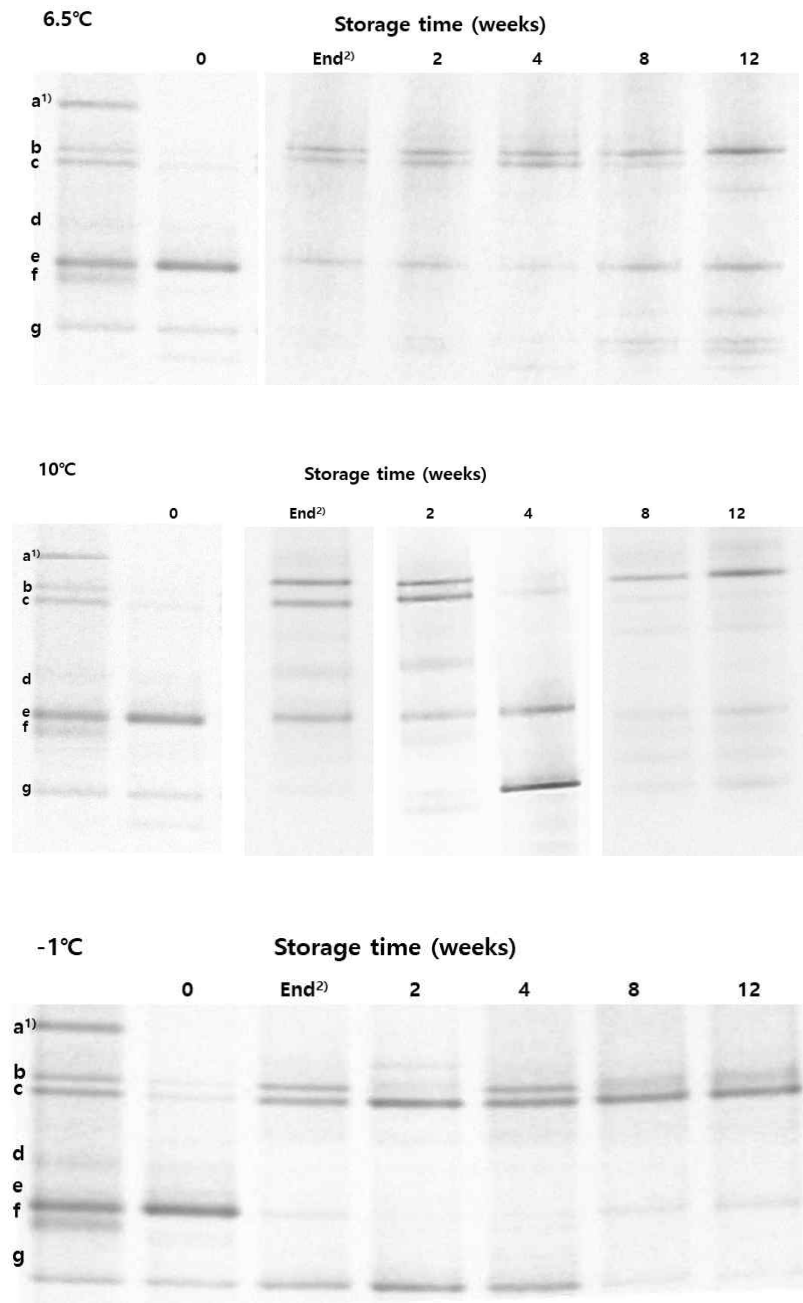 6.5℃ Storage time (weeks)
0 End2) 2 4 8 12
a1)
b
c
d
e
f
g
10℃ Storage time (weeks)
0 End2) 2 4 8 12
a1)
b
c
d
e
f
g
-1℃ Storage time (weeks)
0 End2) 2 4 8 12
a1)
b
c
d
e
f
g